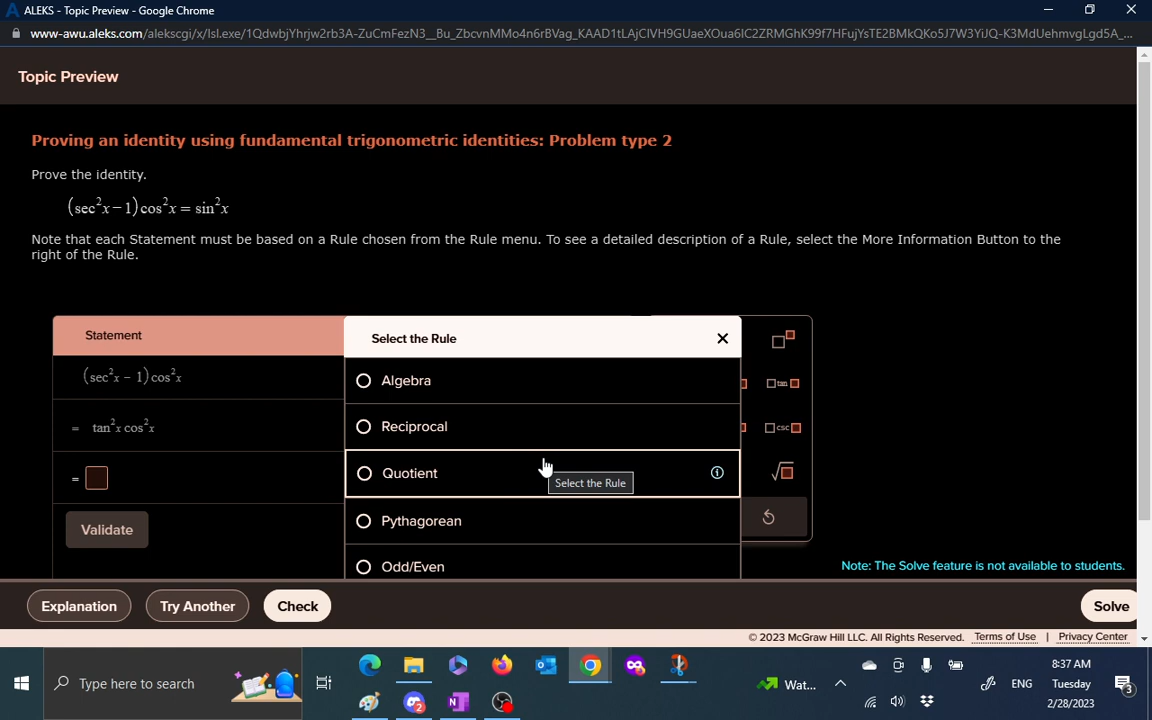 ALEKS - Topic Preview - Google Chrome
Topic Preview
Proving an identity using fundamental trigonometric identities: Problem type 2
Prove the identity.
(sec²x−1)cos²x = sin²x
Note that each Statement must be based on a Rule chosen from the Rule menu. To see a detailed description of a Rule, select the More Information Button to the
right of the Rule.
Statement
Select the Rule
(sec²x − 1) cos²x
Algebra
tan
= tan²x cos²x
Reciprocal
csc
=
Quotient
Select the Rule
Validate
Pythagorean
Odd/Even
Note: The Solve feature is not available to students.
Explanation
Try Another
Check
Solve
© 2023 McGraw Hill LLC. All Rights Reserved. Terms of Use | Privacy Center
Type here to search
Wat...
ENG
8:37 AM
Tuesday
2/28/2023
3